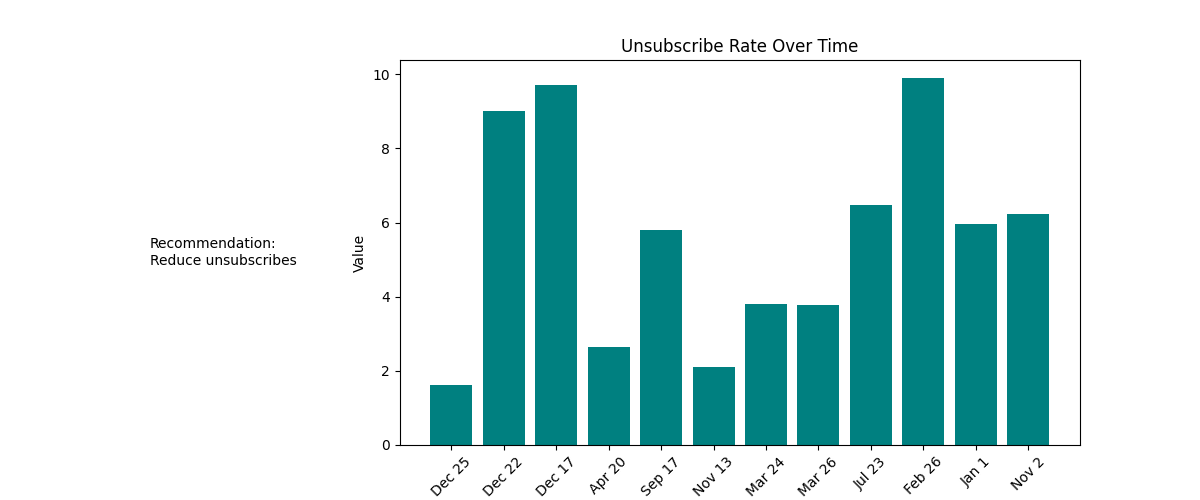 Unsubscribe Rate Over Time
10
8
6
4
2
0
Value
Recommendation:
Reduce unsubscribes
Dec 25
Dec 22
Dec 17
Apr 20
Sep 17
Nov 13
Mar 24
Mar 26
Jul 23
Feb 26
Jan 1
Nov 2